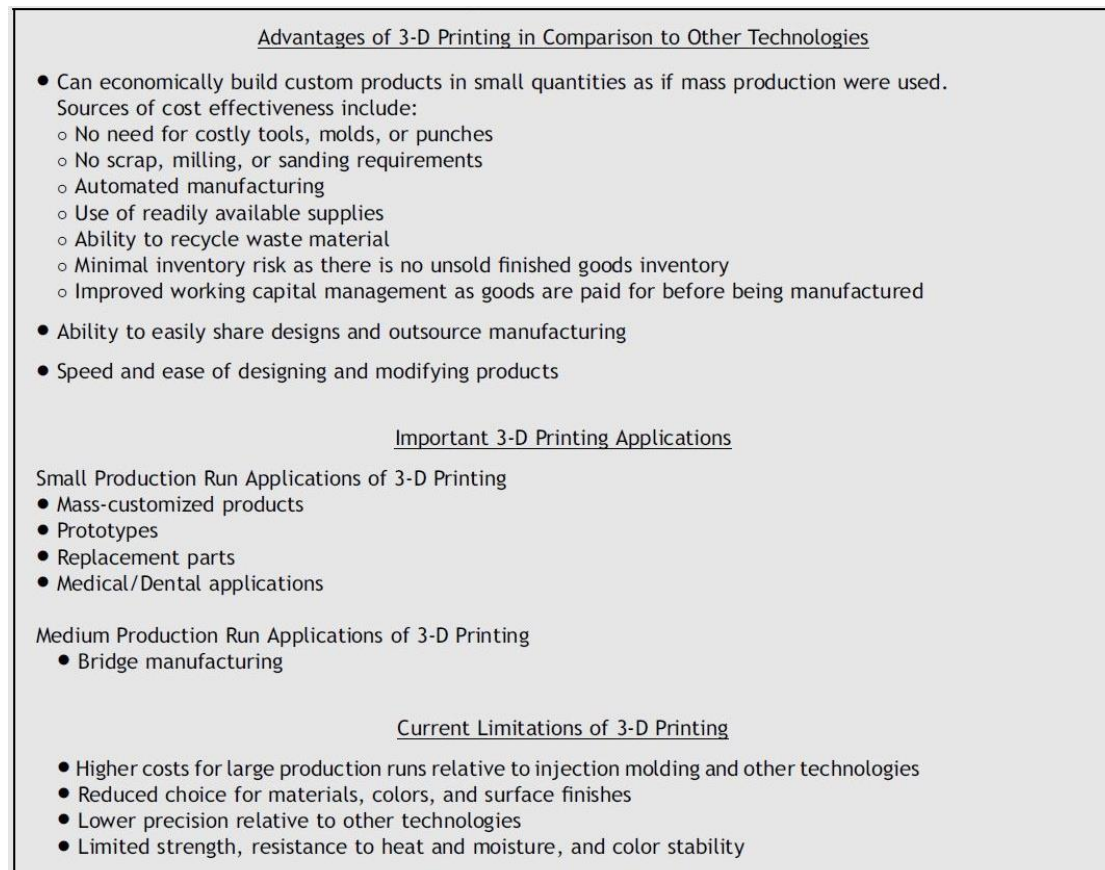 Advantages of 3-D Printing in Comparison to Other Technologies
● Can economically build custom products in small quantities as if mass production were used.
Sources of cost effectiveness include:
○ No need for costly tools, molds, or punches
○ No scrap, milling, or sanding requirements
○ Automated manufacturing
○ Use of readily available supplies
○ Ability to recycle waste material
○ Minimal inventory risk as there is no unsold finished goods inventory
○ Improved working capital management as goods are paid for before being manufactured
● Ability to easily share designs and outsource manufacturing
● Speed and ease of designing and modifying products
Important 3-D Printing Applications
Small Production Run Applications of 3-D Printing
● Mass-customized products
● Prototypes
● Replacement parts
● Medical/Dental applications
Medium Production Run Applications of 3-D Printing
● Bridge manufacturing
Current Limitations of 3-D Printing
● Higher costs for large production runs relative to injection molding and other technologies
● Reduced choice for materials, colors, and surface finishes
● Lower precision relative to other technologies
● Limited strength, resistance to heat and moisture, and color stability